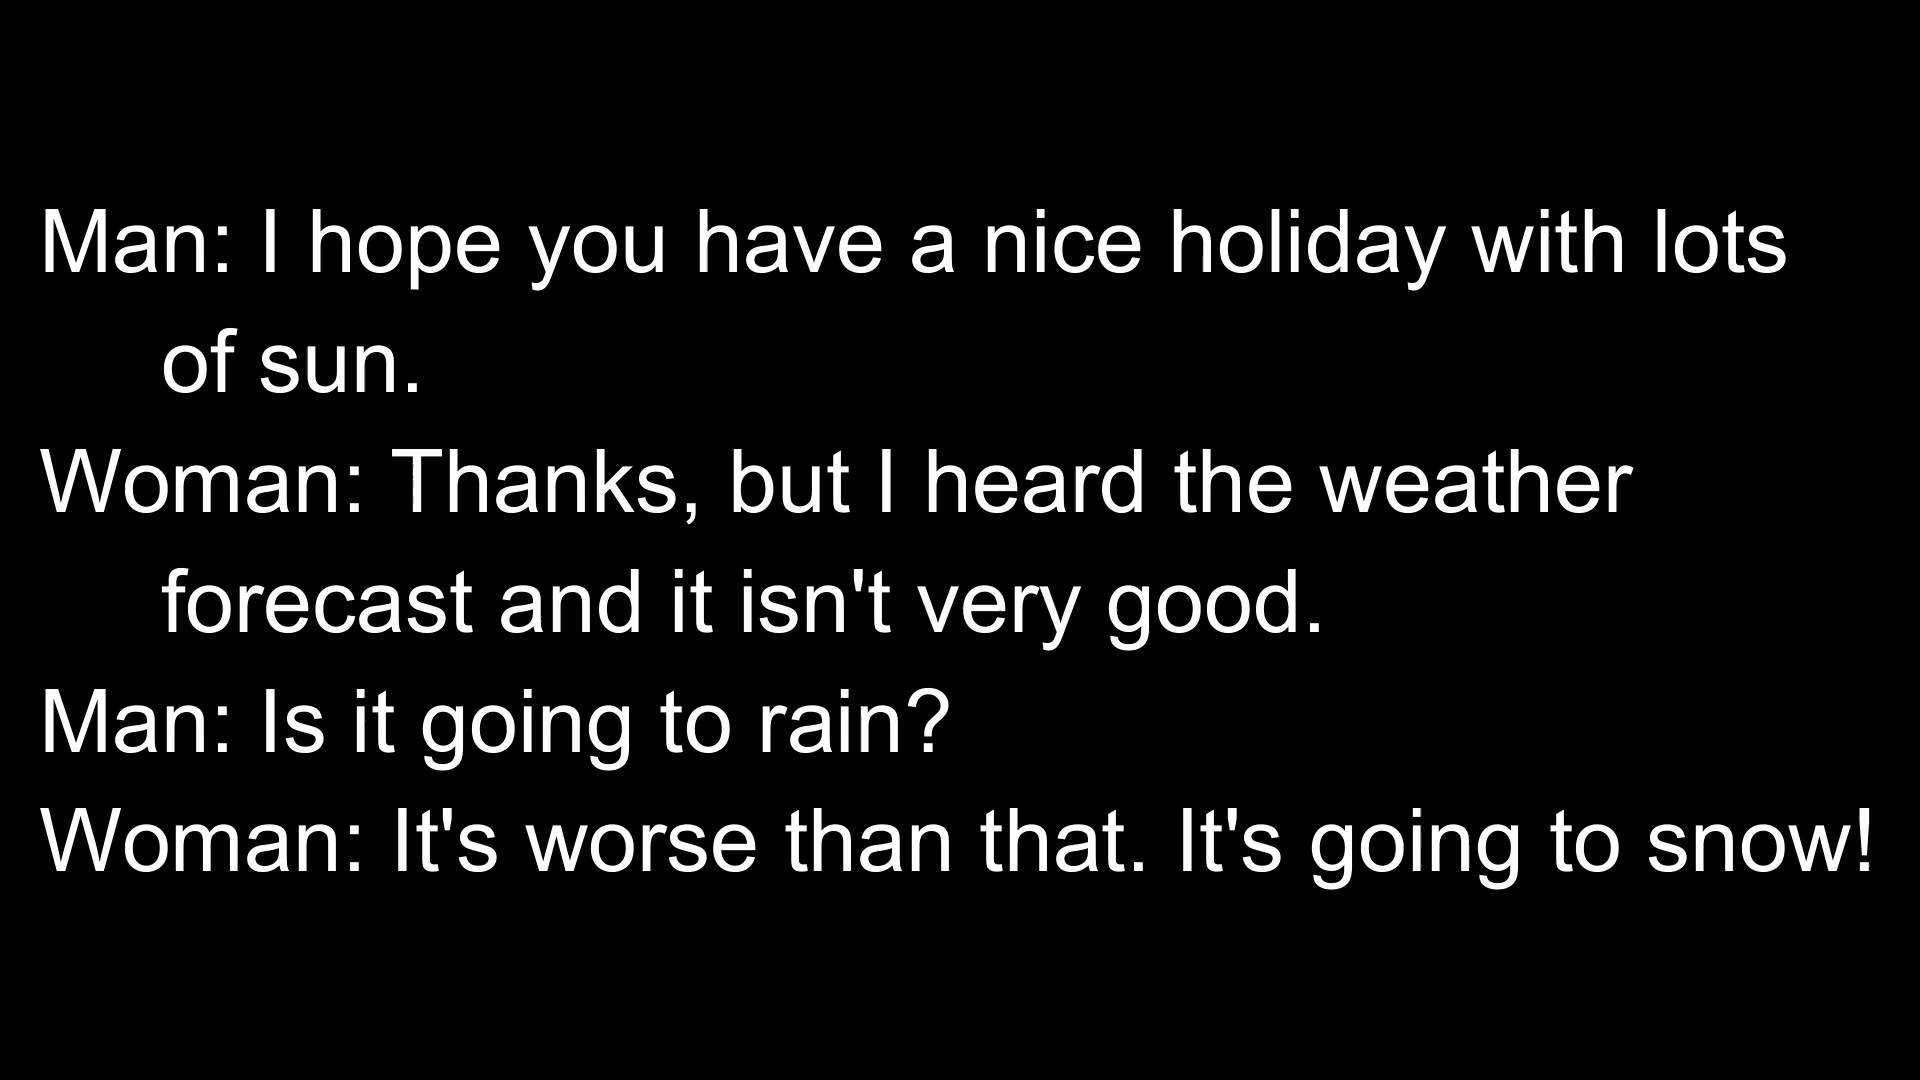 Man: I hope you have a nice holiday with lots
of sun.
Woman: Thanks, but I heard the weather
forecast and it isn't very good.
Man: Is it going to rain?
Woman: It's worse than that. It's going to snow!